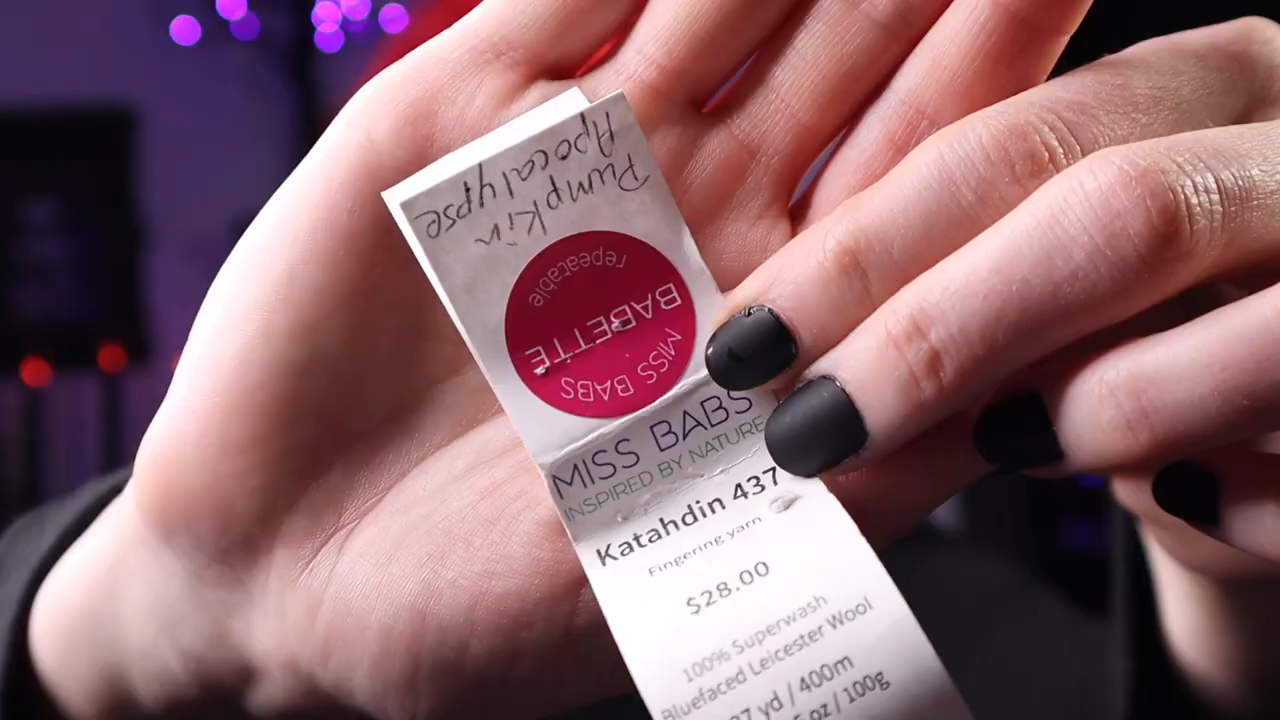 Pumpkin
Apocalypse
repeatable
BABETTE
MISS BABS
MISS BABS
INSPIRED BY NATURE
Katahdin 437
Fingering yarn
$28.00
100% Superwash
Bluefaced Leicester Wool
yd / 400m
oz / 100g